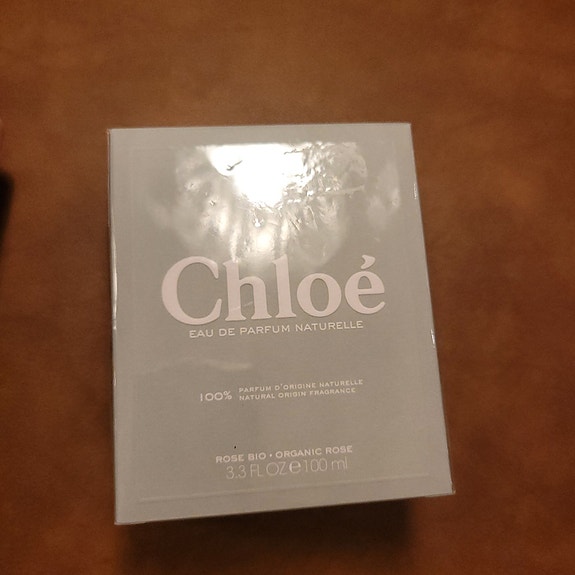 Chloé
EAU DE PARFUM NATURELLE
100% PARFUM D'ORIGINE NATURELLE
NATURAL ORIGIN FRAGRANCE
ROSE BIO • ORGANIC ROSE
3.3 FL OZ ℮ 100 ml